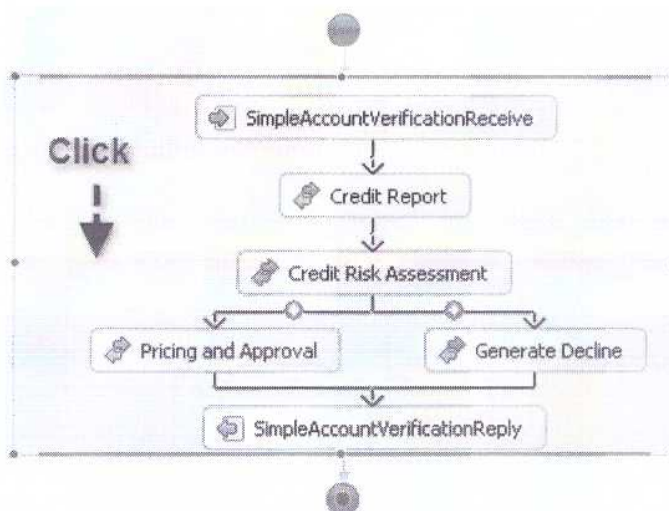 SimpleAccountVerificationReceive
Click
Credit Report
Credit Risk Assessment
Pricing and Approval
Generate Decline
SimpleAccountVerificationReply